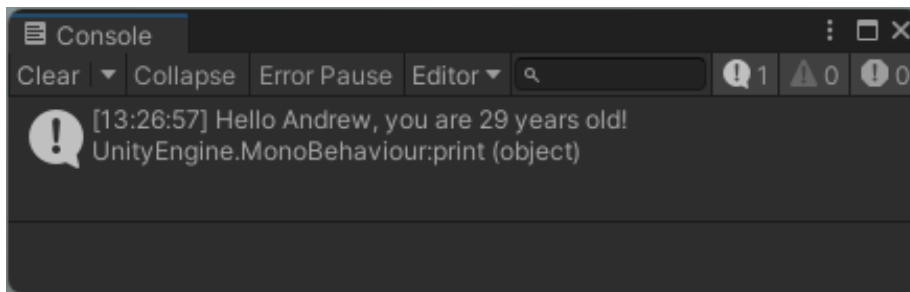 Console
Clear Collapse Error Pause Editor 1 0 0
[13:26:57] Hello Andrew, you are 29 years old!
UnityEngine.MonoBehaviour:print (object)